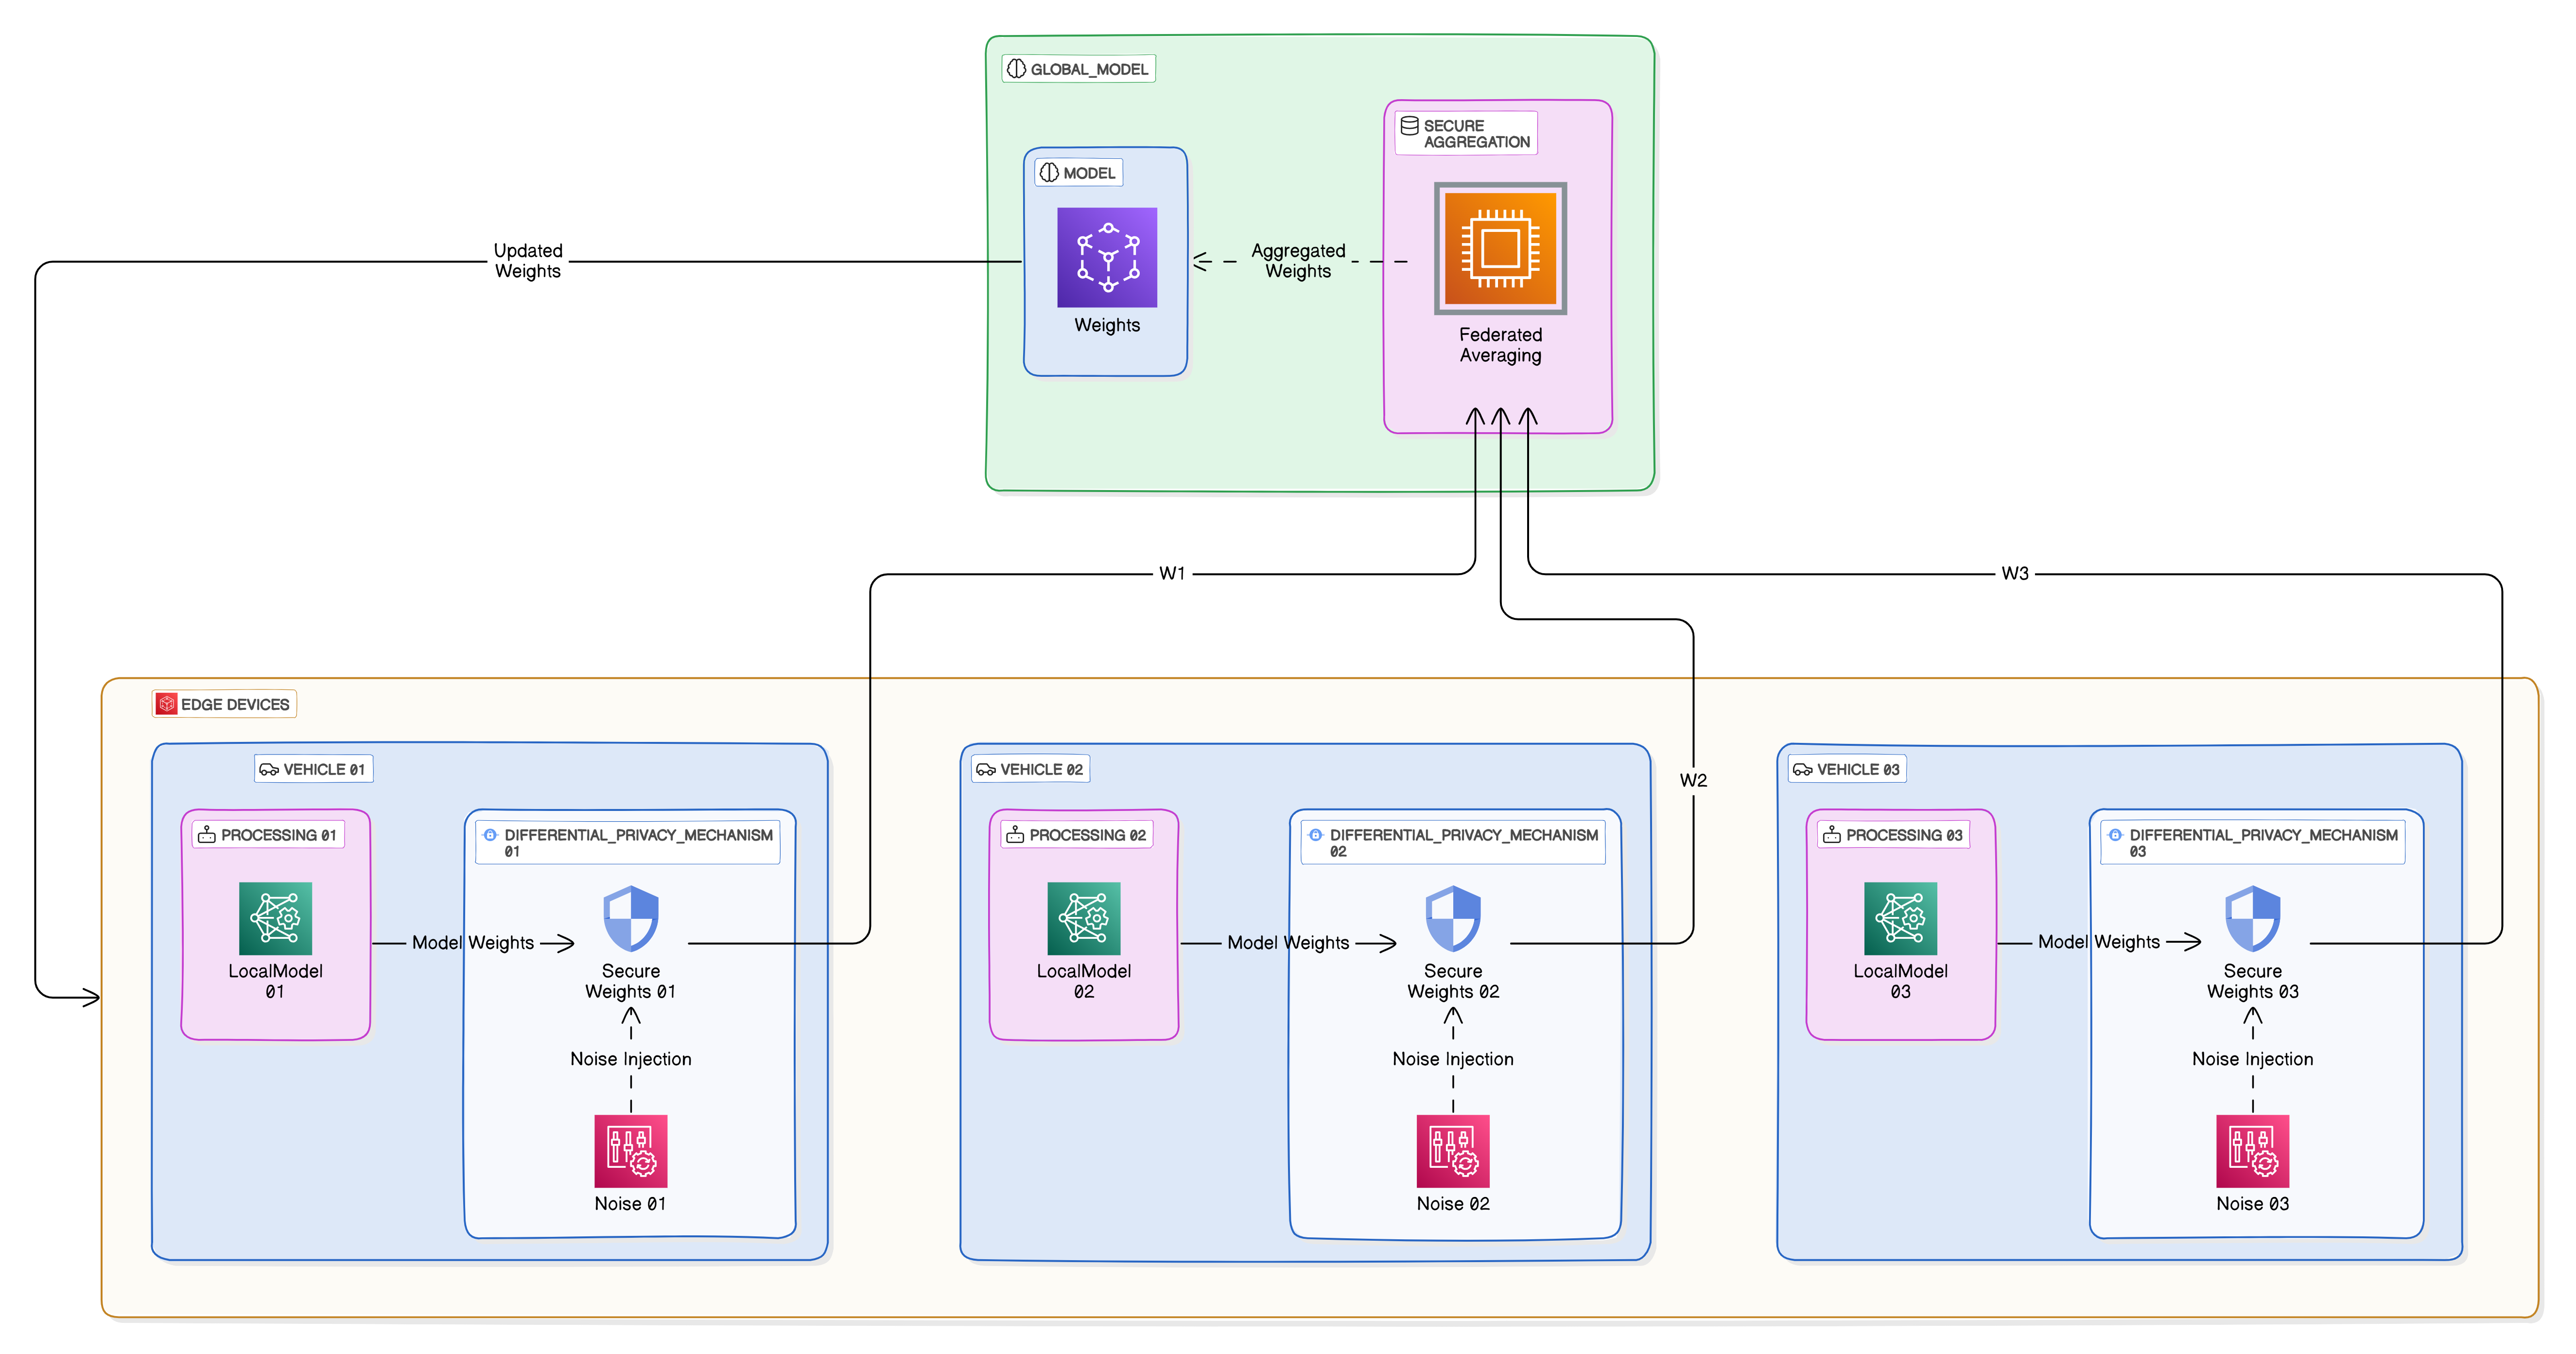 GLOBAL_MODEL
SECURE
AGGREGATION
MODEL
Updated
Weights
Aggregated
Weights
Weights
Federated
Averaging
W1
W3
EDGE DEVICES
VEHICLE 01
VEHICLE 02
W2
VEHICLE 03
PROCESSING 01
DIFFERENTIAL_PRIVACY_MECHANISM
01
PROCESSING 02
DIFFERENTIAL_PRIVACY_MECHANISM
02
PROCESSING 03
DIFFERENTIAL_PRIVACY_MECHANISM
03
Model Weights
Model Weights
Model Weights
LocalModel
01
Secure
Weights 01
LocalModel
02
Secure
Weights 02
LocalModel
03
Secure
Weights 03
Noise Injection
Noise Injection
Noise Injection
Noise 01
Noise 02
Noise 03